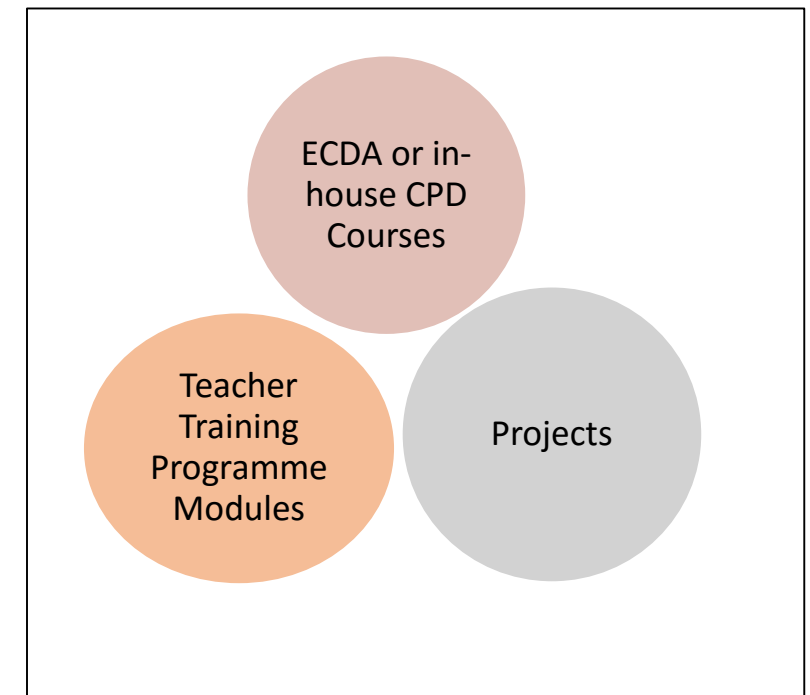 ECDA or in-
house CPD
Courses
Teacher
Training
Programme
Modules
Projects